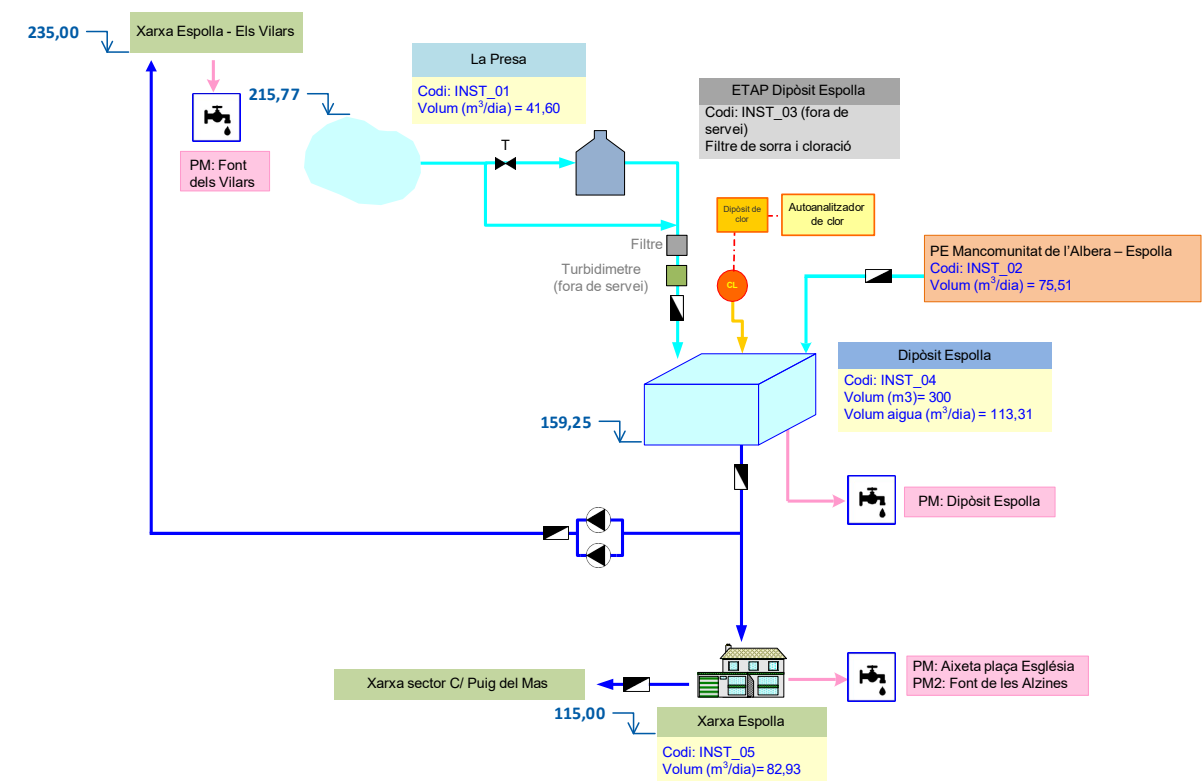 235,00
Xarxa Espolla - Els Vilars
PM: Font
dels Vilars
215,77
La Presa
Codi: INST_01
Volum (m³/dia) = 41,60
T
ETAP Dipòsit Espolla
Codi: INST_03 (fora de
servei)
Filtre de sorra i cloració
Dipòsit de
clor
Autoanalitzador
de clor
CL
Filtre
Turbidimetre
(fora de servei)
PE Mancomunitat de l'Albera – Espolla
Codi: INST_02
Volum (m³/dia) = 75,51
Dipòsit Espolla
Codi: INST_04
Volum (m3)= 300
Volum aigua (m³/dia) = 113,31
159,25
PM: Dipòsit Espolla
PM: Aixeta plaça Església
PM2: Font de les Alzines
Xarxa sector C/ Puig del Mas
115,00
Xarxa Espolla
Codi: INST_05
Volum (m³/dia)= 82,93